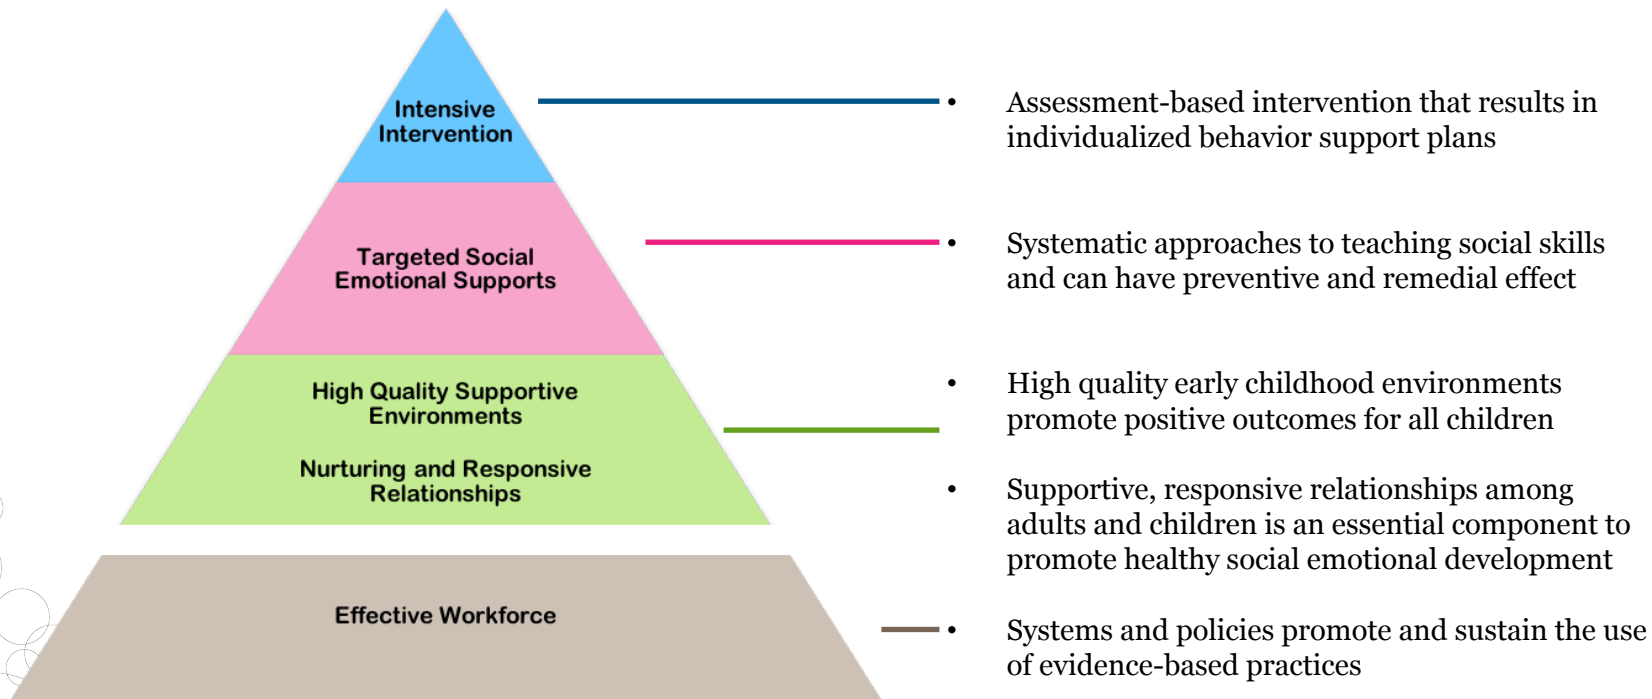 Intensive
Intervention
• Assessment-based intervention that results in
individualized behavior support plans
Targeted Social
Emotional Supports
• Systematic approaches to teaching social skills
and can have preventive and remedial effect
High Quality Supportive
Environments
• High quality early childhood environments
promote positive outcomes for all children
Nurturing and Responsive
Relationships
• Supportive, responsive relationships among
adults and children is an essential component to
promote healthy social emotional development
Effective Workforce
• Systems and policies promote and sustain the use
of evidence-based practices